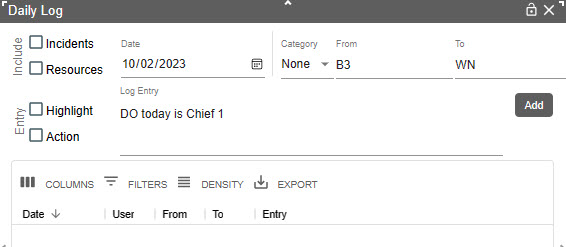 Daily Log
Include
Incidents
Resources
Date
10/02/2023
Category
None
From
B3
To
WN
Entry
Highlight
Action
Log Entry
DO today is Chief 1
Add
COLUMNS FILTERS DENSITY EXPORT
Date User From To Entry